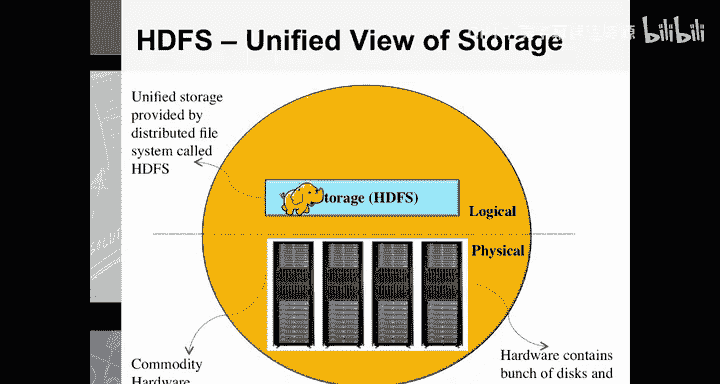 HDFS – Unified View of Storage
bilibili
Unified storage
provided by
distributed file
system called
HDFS
torage (HDFS)
Logical
Physical
Commodity
Hardware
Hardware contains
bunch of disks and